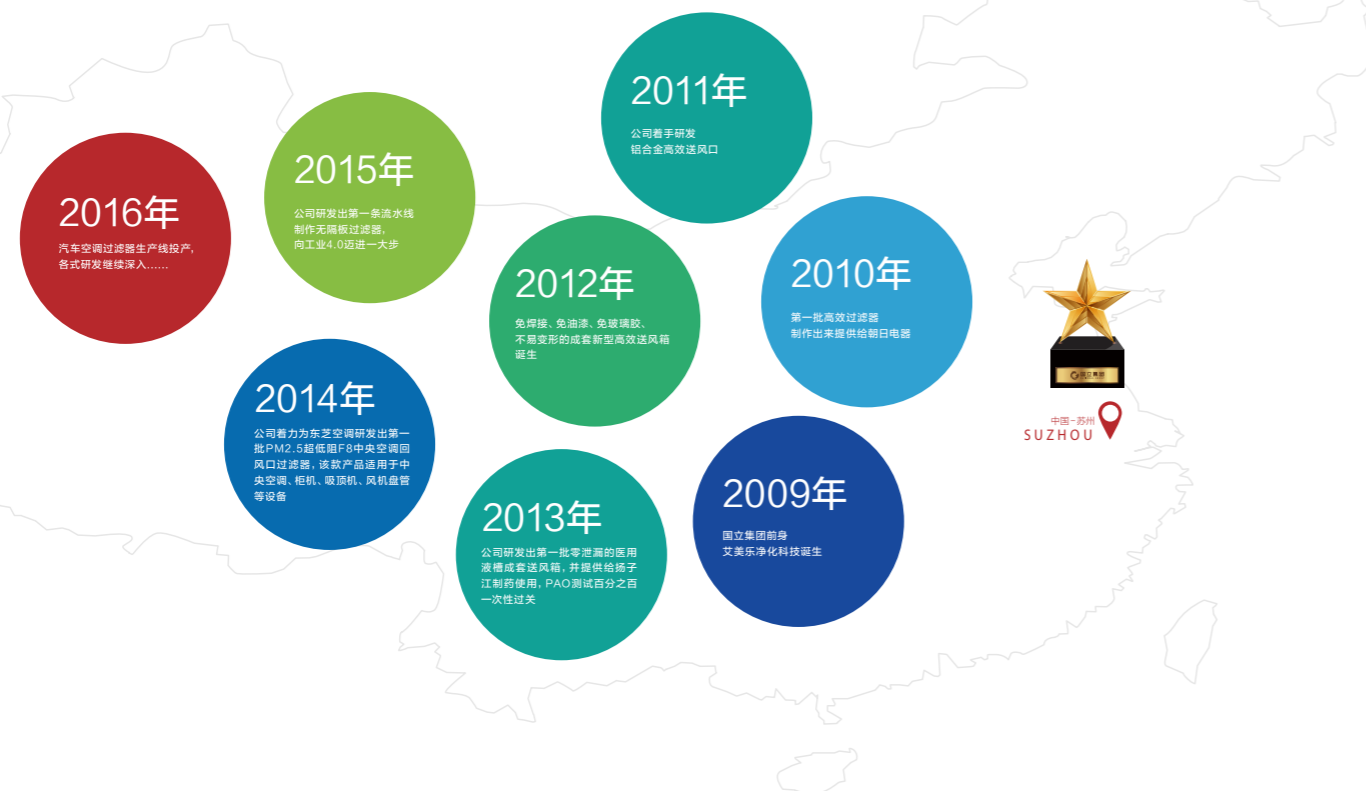 2011年
公司着手研发
铝合金高效送风口
2015年
公司研发出第一条流水线
制作无隔板过滤器,
向工业4.0迈进一大步
2016年
汽车空调过滤器生产线投产,
各式研发继续深入……
2012年
免焊接、免油漆、免玻璃胶、
不易变形的成套新型高效送风箱
诞生
2010年
第一批高效过滤器
制作出来提供给朝日电器
国立集团
中国-苏州
SUZHOU
2014年
公司着力为东芝空调研发出第一
批PM2.5超低阻F8中央空调回
风口过滤器, 该款产品适用于中
央空调、柜机、吸顶机、风机盘管
等设备
2013年
公司研发出第一批零泄漏的医用
液槽成套送风箱, 并提供给扬子
江制药使用, PAO测试百分之百
一次性过关
2009年
国立集团前身
艾美乐净化科技诞生